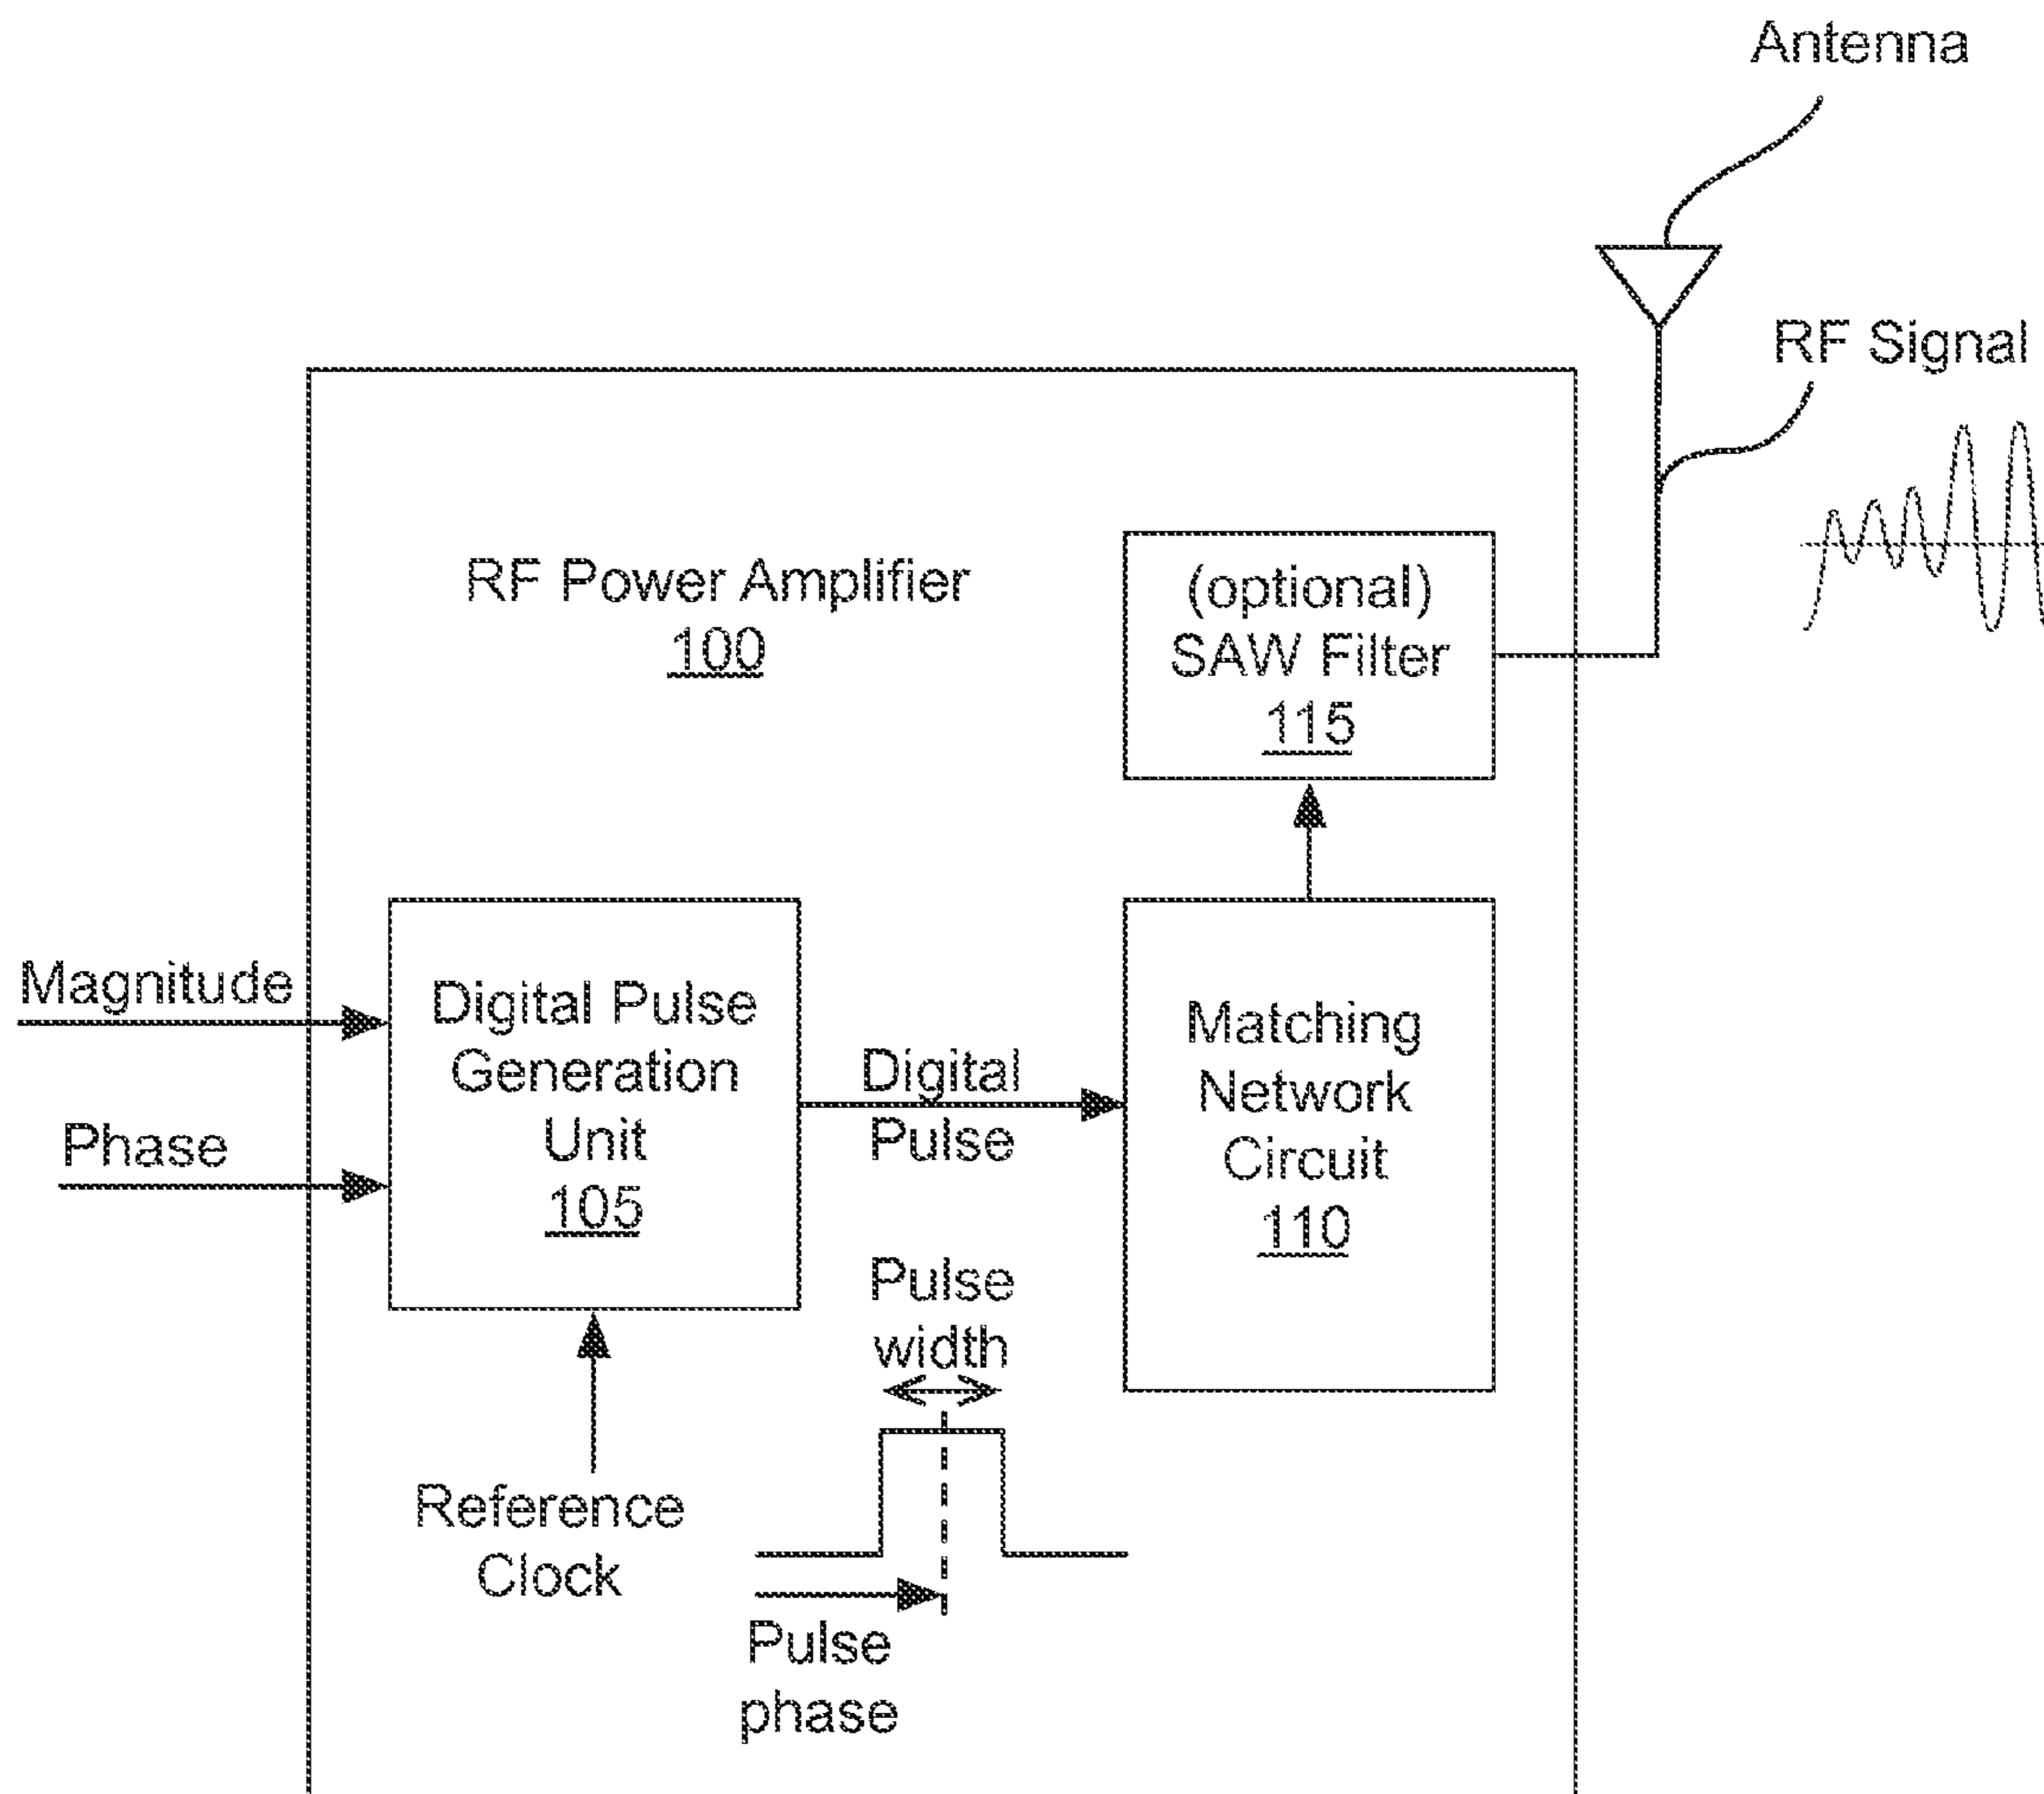 Antenna
RF Signal
RF Power Amplifier
100
(optional)
SAW Filter
115
Magnitude
Phase
Digital Pulse
Generation
Unit
105
Digital
Pulse
Matching
Network
Circuit
110
Pulse
width
Reference
Clock
Pulse
phase